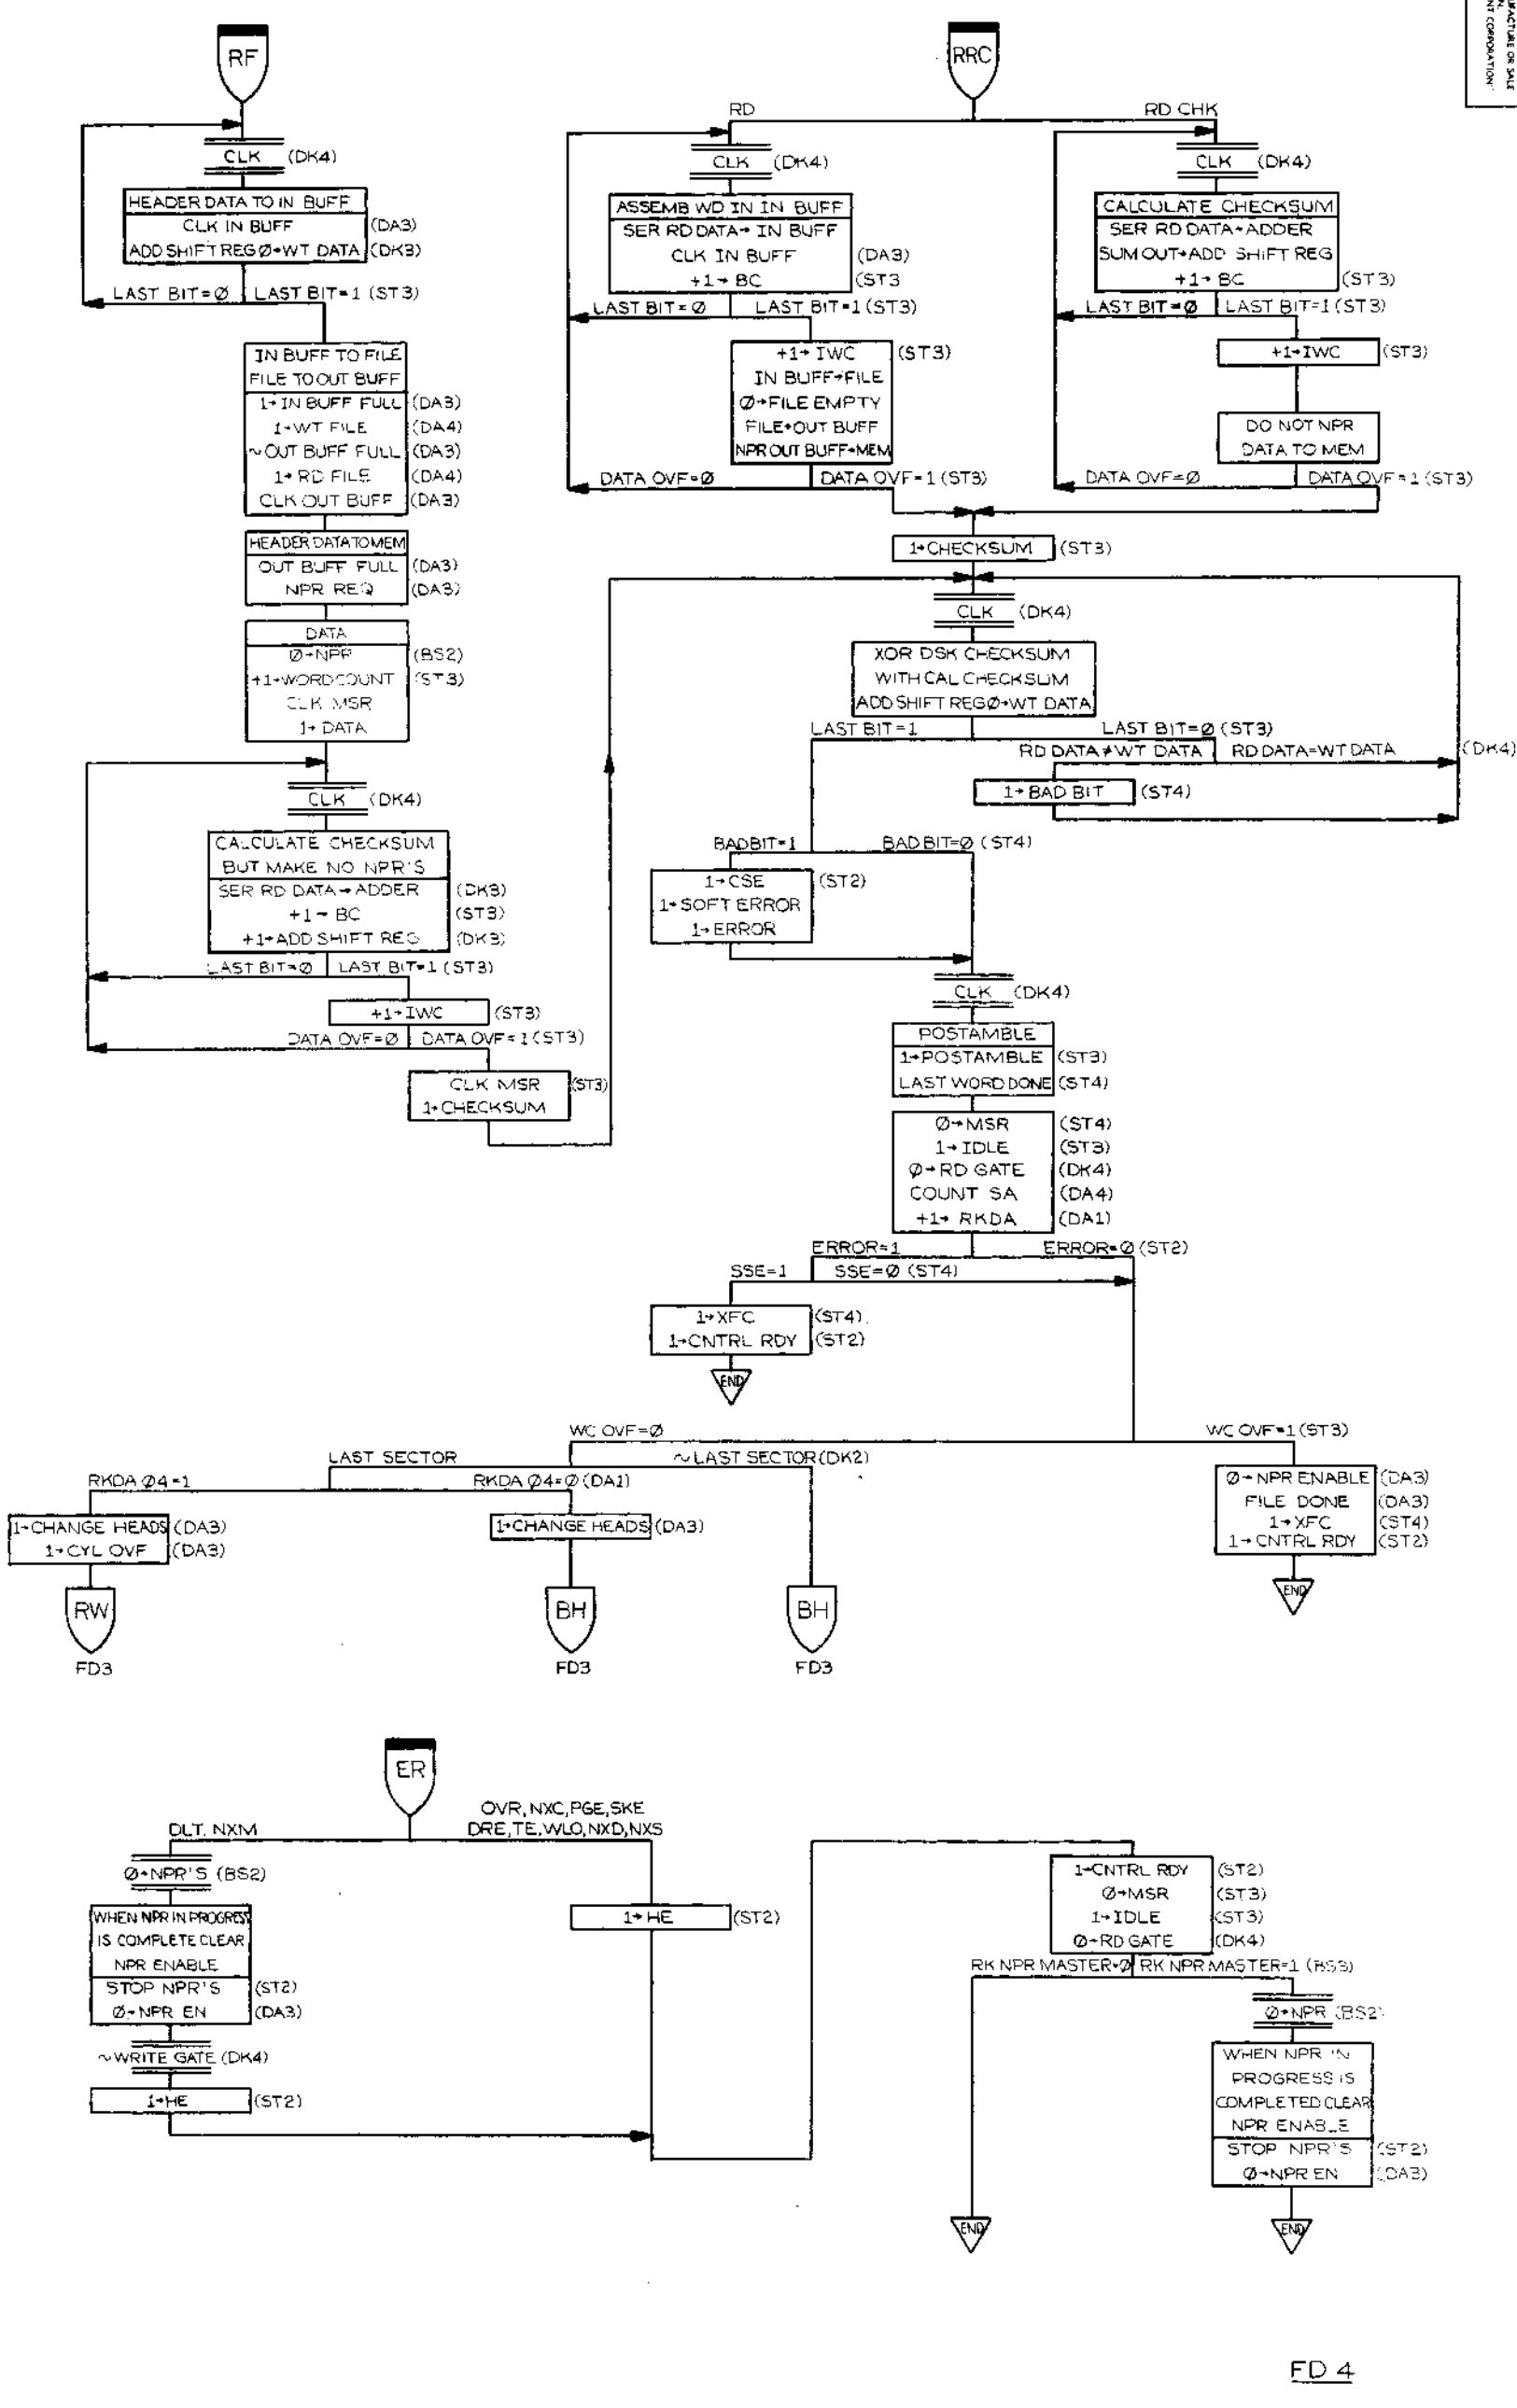 UFACTURE OR SALE
NT CORPORATION"
RF
CLK (DK4)
HEADER DATA TO IN BUFF
CLK IN BUFF (DA3)
ADD SHIFT REG Ø→WT DATA (DK3)
LAST BIT=Ø LAST BIT=1 (ST3)
IN BUFF TO FILE
FILE TO OUT BUFF
1→IN BUFF FULL (DA3)
1→WT FILE (DA4)
~OUT BUFF FULL (DA3)
1→RD FILE (DA4)
CLK OUT BUFF (DA3)
HEADER DATA TO MEM
OUT BUFF FULL (DA3)
NPR REQ (DA3)
DATA
Ø→NPR (BS2)
+1→WORD COUNT (ST3)
CLK MSR
1→DATA
CLK (DK4)
CALCULATE CHECKSUM
BUT MAKE NO NPR'S
SER RD DATA→ADDER (DK3)
+1→BC (ST3)
+1→ADD SHIFT REG (DK3)
LAST BIT=Ø LAST BIT=1 (ST3)
+1→IWC (ST3)
DATA OVF=Ø DATA OVF=1 (ST3)
CLK MSR (ST3)
1→CHECKSUM
RRC
RD RD CHK
CLK (DK4)
ASSEMB WD IN IN BUFF
SER RD DATA→IN BUFF
CLK IN BUFF (DA3)
+1→BC (ST3
LAST BIT=Ø LAST BIT=1 (ST3)
+1→IWC (ST3)
IN BUFF→FILE
Ø→FILE EMPTY
FILE→OUT BUFF
NPR OUT BUFF→MEM
DATA OVF=Ø DATA OVF=1 (ST3)
CLK (DK4)
CALCULATE CHECKSUM
SER RD DATA→ADDER
SUM OUT→ADD SHIFT REG
+1→BC (ST3)
LAST BIT=Ø LAST BIT=1 (ST3)
+1→IWC (ST3)
DO NOT NPR
DATA TO MEM
DATA OVF=Ø DATA OVF=1 (ST3)
1→CHECKSUM (ST3)
CLK (DK4)
XOR DSK CHECKSUM
WITH CAL CHECKSUM
ADD SHIFT REG Ø→WT DATA
LAST BIT=1 LAST BIT=Ø (ST3)
RD DATA≠WT DATA RD DATA=WT DATA (DK4)
1→BAD BIT (ST4)
BAD BIT=1 BAD BIT=Ø (ST4)
1→CSE (ST2)
1→SOFT ERROR
1→ERROR
CLK (DK4)
POSTAMBLE
1→POSTAMBLE (ST3)
LAST WORD DONE (ST4)
Ø→MSR (ST4)
1→IDLE (ST3)
Ø→RD GATE (DK4)
COUNT SA (DA4)
+1→RKDA (DA1)
ERROR=1 ERROR=Ø (ST2)
SSE=1 SSE=Ø (ST4)
1→XFC (ST4)
1→CNTRL RDY (ST2)
END
WC OVF=Ø WC OVF=1 (ST3)
LAST SECTOR ~LAST SECTOR (DK2)
RKDA Ø4=1 RKDA Ø4=Ø (DA1)
1→CHANGE HEADS (DA3)
1→CYL OVF (DA3)
RW
FD3
1→CHANGE HEADS (DA3)
BH
FD3
BH
FD3
Ø→NPR ENABLE (DA3)
FILE DONE (DA3)
1→XFC (ST4)
1→CNTRL RDY (ST2)
END
ER
DLT, NXM
OVR, NXC, PGE, SKE
DRE, TE, WLO, NXD, NXS
Ø→NPR'S (BS2)
WHEN NPR IN PROGRESS
IS COMPLETE CLEAR
NPR ENABLE
STOP NPR'S (ST2)
Ø→NPR EN (DA3)
~WRITE GATE (DK4)
1→HE (ST2)
1→HE (ST2)
1→CNTRL RDY (ST2)
Ø→MSR (ST3)
1→IDLE (ST3)
Ø→RD GATE (DK4)
RK NPR MASTER=Ø RK NPR MASTER=1 (BS3)
Ø→NPR (BS2)
WHEN NPR IN
PROGRESS IS
COMPLETED CLEAR
NPR ENABLE
STOP NPR'S (ST2)
Ø→NPR EN (DA3)
END
END
FD 4